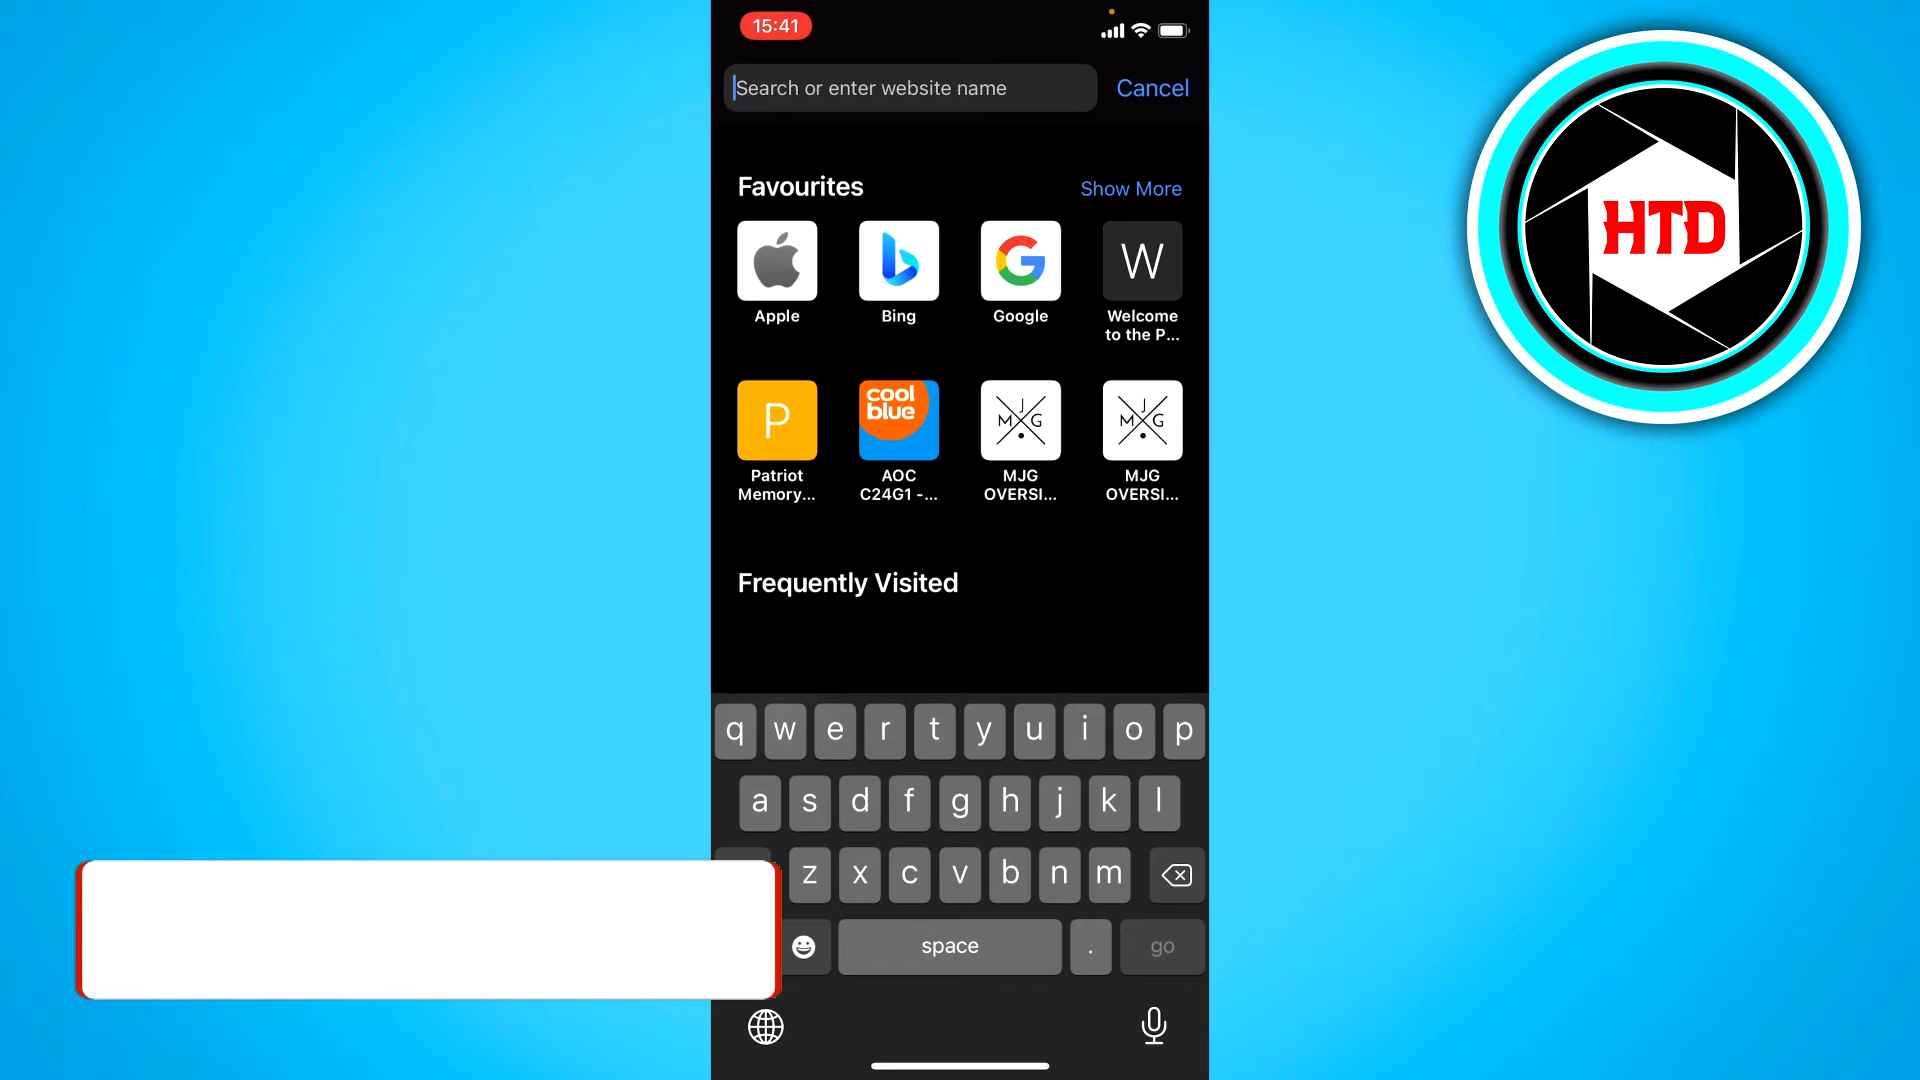 15:41
Search or enter website name
Cancel
Favourites
Show More
Apple
Bing
Google
W
Welcome
to the P...
P
cool
blue
J
M G
J
M G
Patriot
Memory...
AOC
C24G1 -...
MJG
OVERSI...
MJG
OVERSI...
Frequently Visited
q w e r t y u i o p
a s d f g h j k l
z x c v b n m
space
.
go
HTD